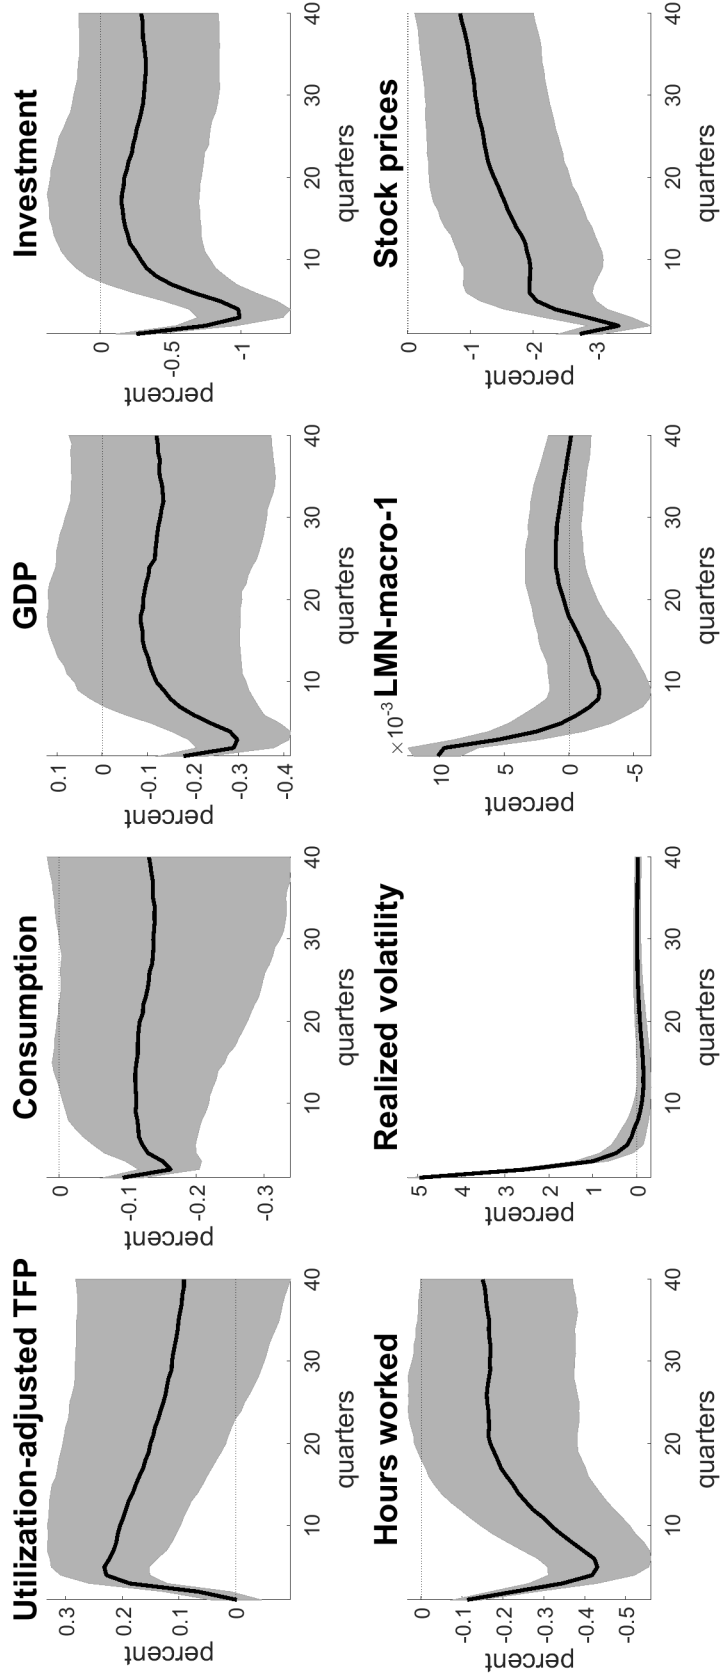 Utilization-adjusted TFP
percent
0.3
0.2
0.1
0
10
20
30
40
quarters
Consumption
percent
0
-0.1
-0.2
-0.3
10
20
30
40
quarters
GDP
percent
0.1
0
-0.1
-0.2
-0.3
-0.4
10
20
30
40
quarters
Investment
percent
0
-0.5
-1
10
20
30
40
quarters
Hours worked
percent
0
-0.1
-0.2
-0.3
-0.4
-0.5
10
20
30
40
quarters
Realized volatility
percent
5
4
3
2
1
0
10
20
30
40
quarters
×10⁻³ LMN-macro-1
percent
10
5
0
-5
10
20
30
40
quarters
Stock prices
percent
0
-1
-2
-3
10
20
30
40
quarters